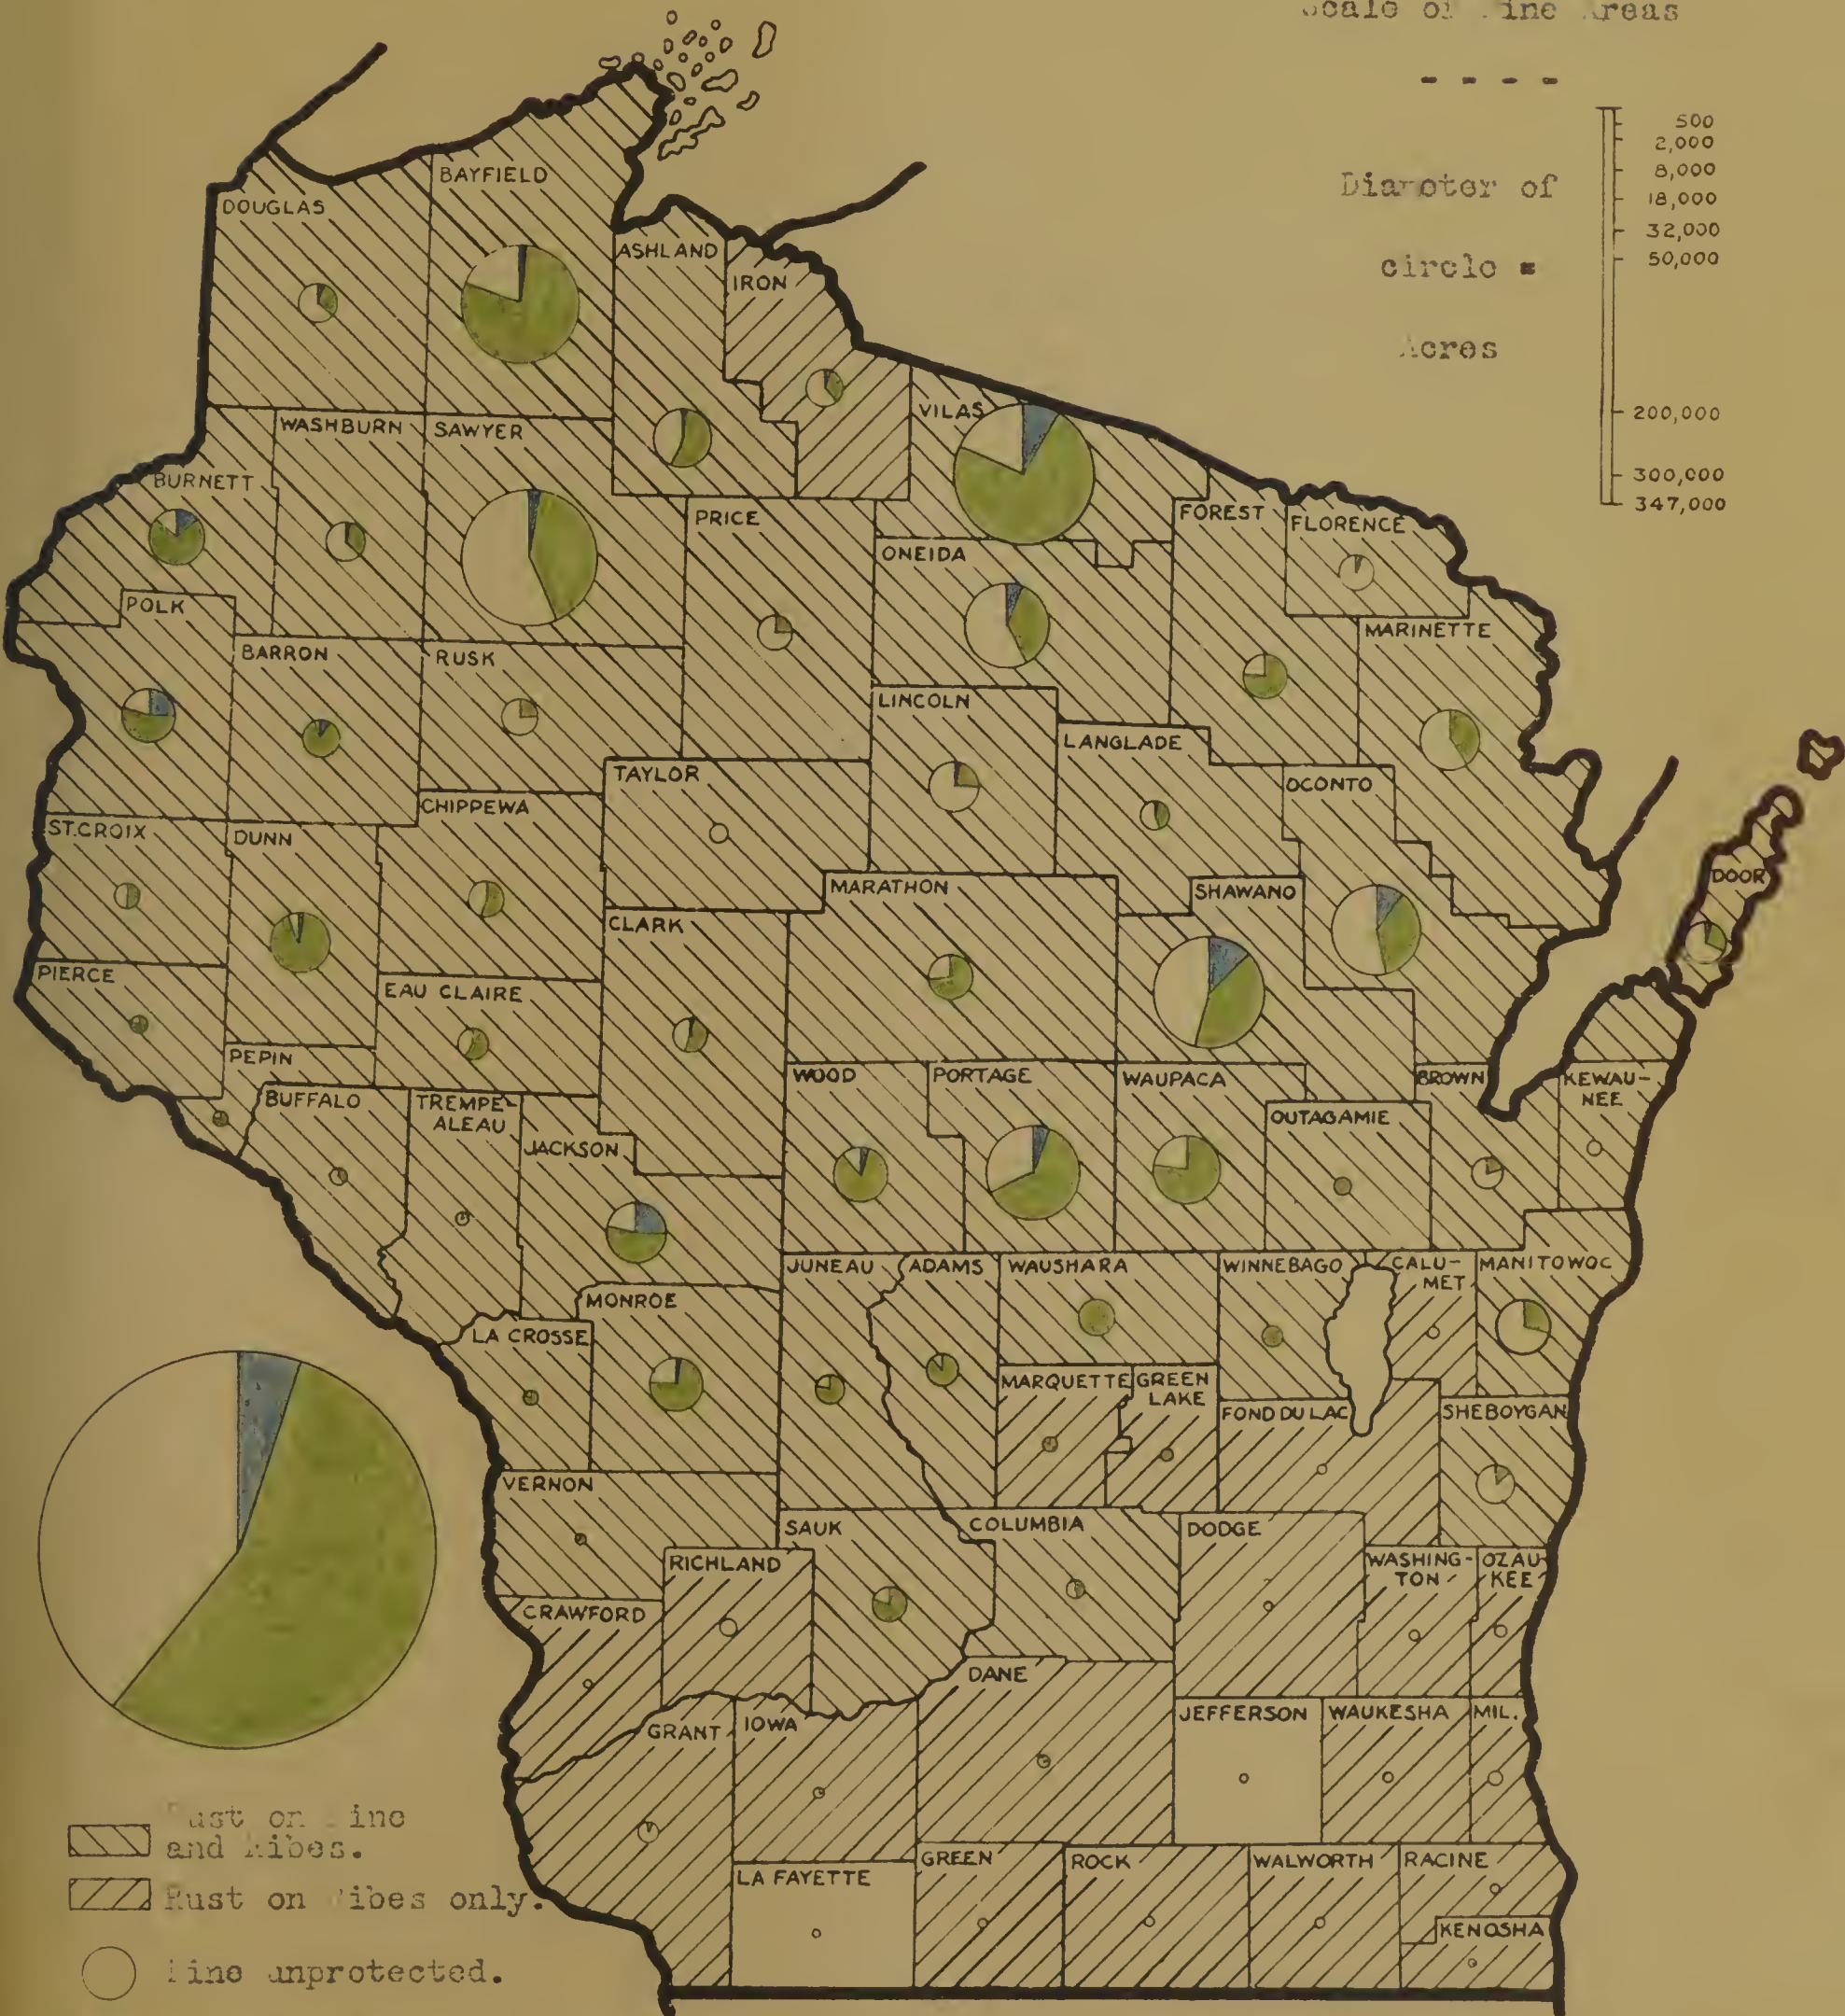 Scale of Pine Areas
- - - -
Diameter of
circle =
Acres
500
2,000
8,000
18,000
32,000
50,000
200,000
300,000
347,000
BAYFIELD
DOUGLAS
ASHLAND
IRON
VILAS
WASHBURN
SAWYER
BURNETT
PRICE
FOREST
FLORENCE
ONEIDA
POLK
MARINETTE
BARRON
RUSK
LINCOLN
LANGLADE
TAYLOR
OCONTO
CHIPPEWA
ST.CROIX
DUNN
DOOR
MARATHON
SHAWANO
CLARK
PIERCE
EAU CLAIRE
PEPIN
WOOD
PORTAGE
WAUPACA
BROWN
KEWAU-
NEE
BUFFALO
TREMPE-
ALEAU
OUTAGAMIE
JACKSON
JUNEAU
ADAMS
WAUSHARA
WINNEBAGO
CALU-
MET
MANITOWOC
MONROE
LA CROSSE
MARQUETTE
GREEN
LAKE
FOND DU LAC
SHEBOYGAN
VERNON
SAUK
COLUMBIA
DODGE
RICHLAND
WASHING-
TON
OZAU-
KEE
CRAWFORD
DANE
GRANT
IOWA
JEFFERSON
WAUKESHA
MIL.
LA FAYETTE
GREEN
ROCK
WALWORTH
RACINE
KENOSHA
Rust on Pine
and Ribes.
Rust on Ribes only.
Pine unprotected.